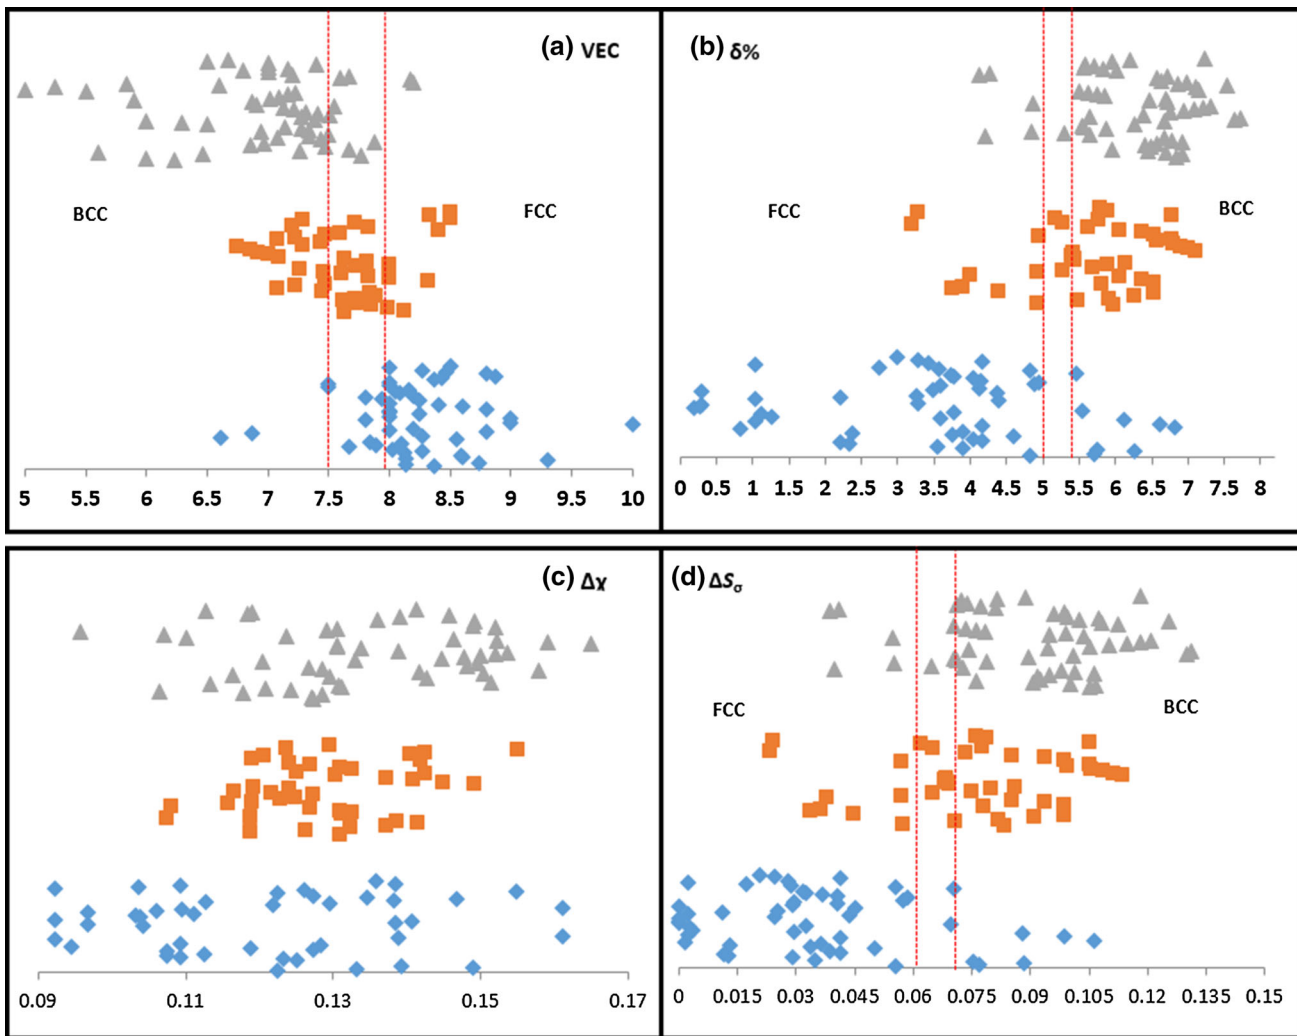 (a) VEC
BCC
FCC
5 5.5 6 6.5 7 7.5 8 8.5 9 9.5 10
(b) δ%
FCC
BCC
0 0.5 1 1.5 2 2.5 3 3.5 4 4.5 5 5.5 6 6.5 7 7.5 8
(c) Δχ
0.09 0.11 0.13 0.15 0.17
(d) ΔSσ
FCC
BCC
0 0.015 0.03 0.045 0.06 0.075 0.09 0.105 0.12 0.135 0.15